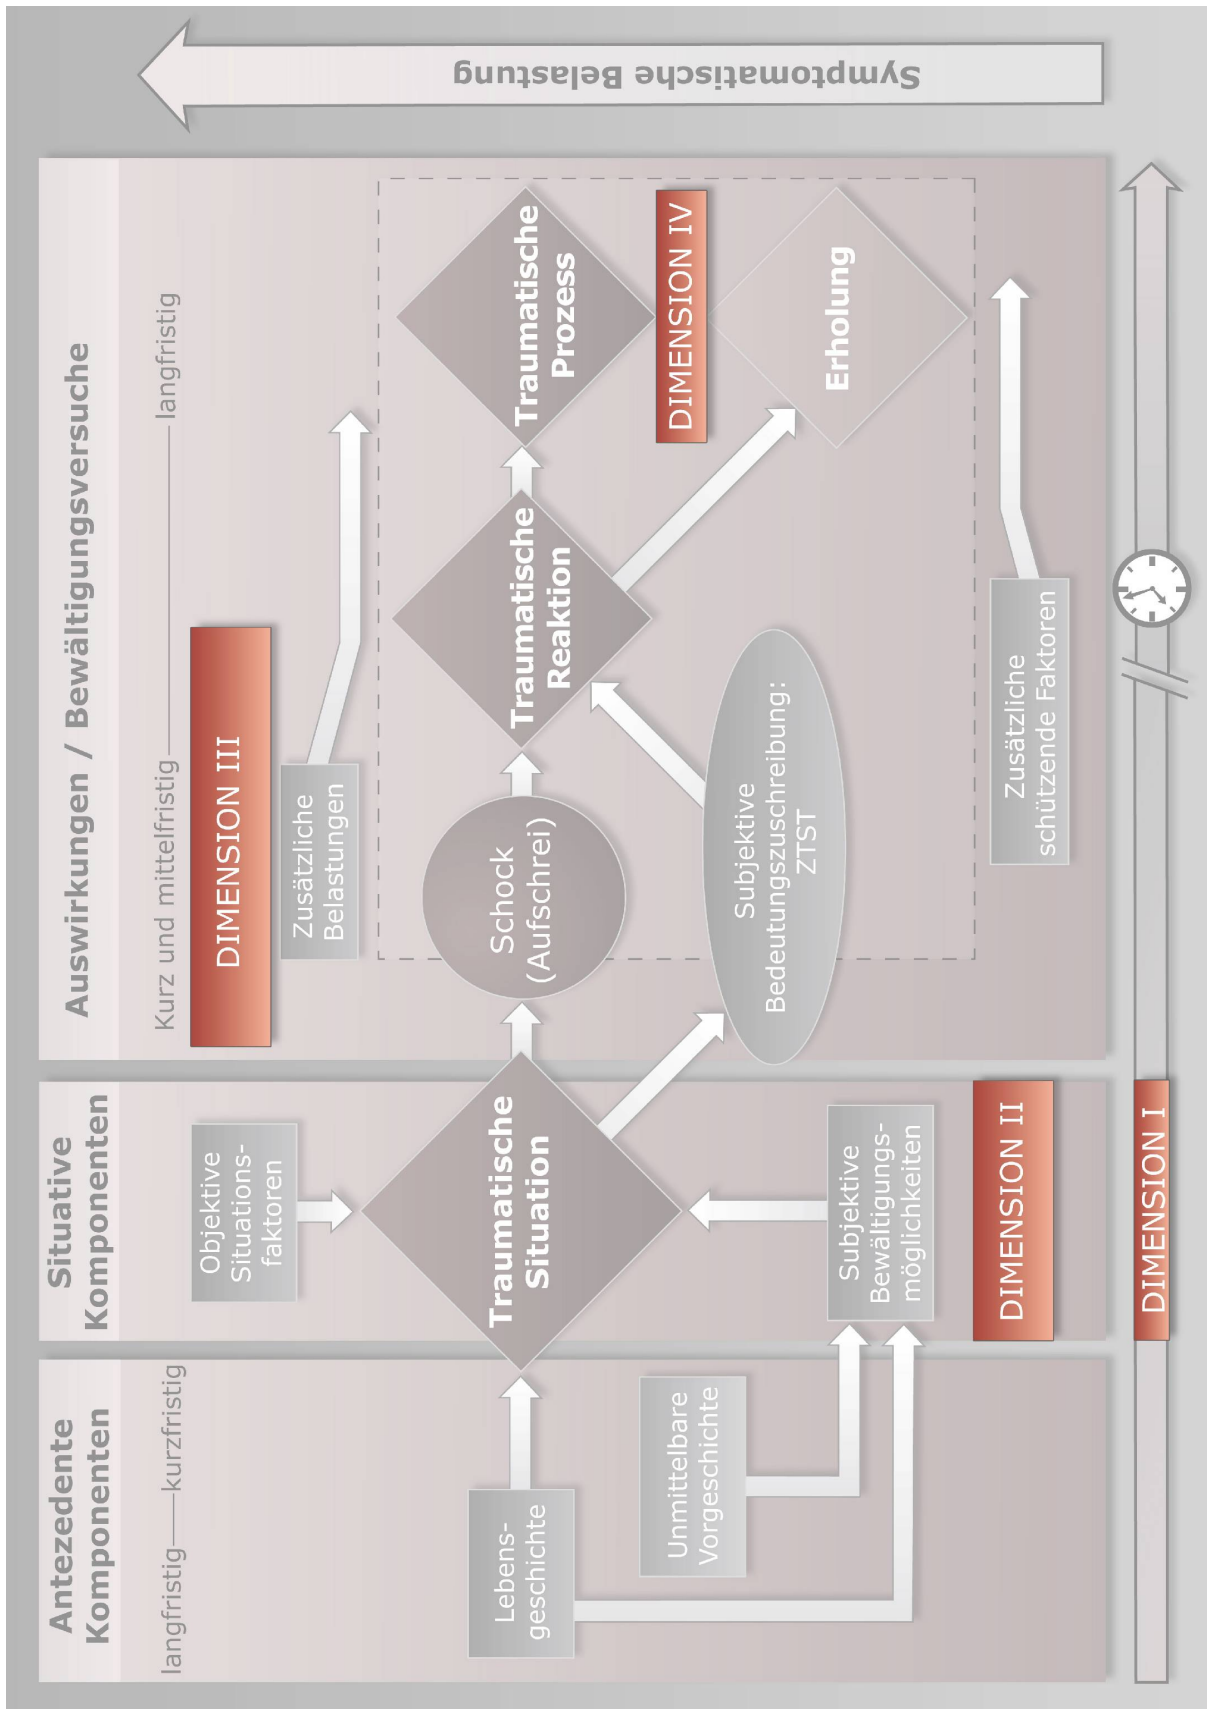 Antezedente
Komponenten
langfristig
kurzfristig
Lebens-
geschichte
Unmittelbare
Vorgeschichte
Situative
Komponenten
Objektive
Situations-
faktoren
Traumatische
Situation
Subjektive
Bewältigungs-
möglichkeiten
DIMENSION II
Auswirkungen / Bewältigungsversuche
Kurz und mittelfristig
langfristig
DIMENSION III
Zusätzliche
Belastungen
Schock
(Aufschrei)
Traumatische
Reaktion
Traumatische
Prozess
DIMENSION IV
Erholung
Subjektive
Bedeutungszuschreibung:
ZTST
Zusätzliche
schützende Faktoren
DIMENSION I
Symptomatische Belastung